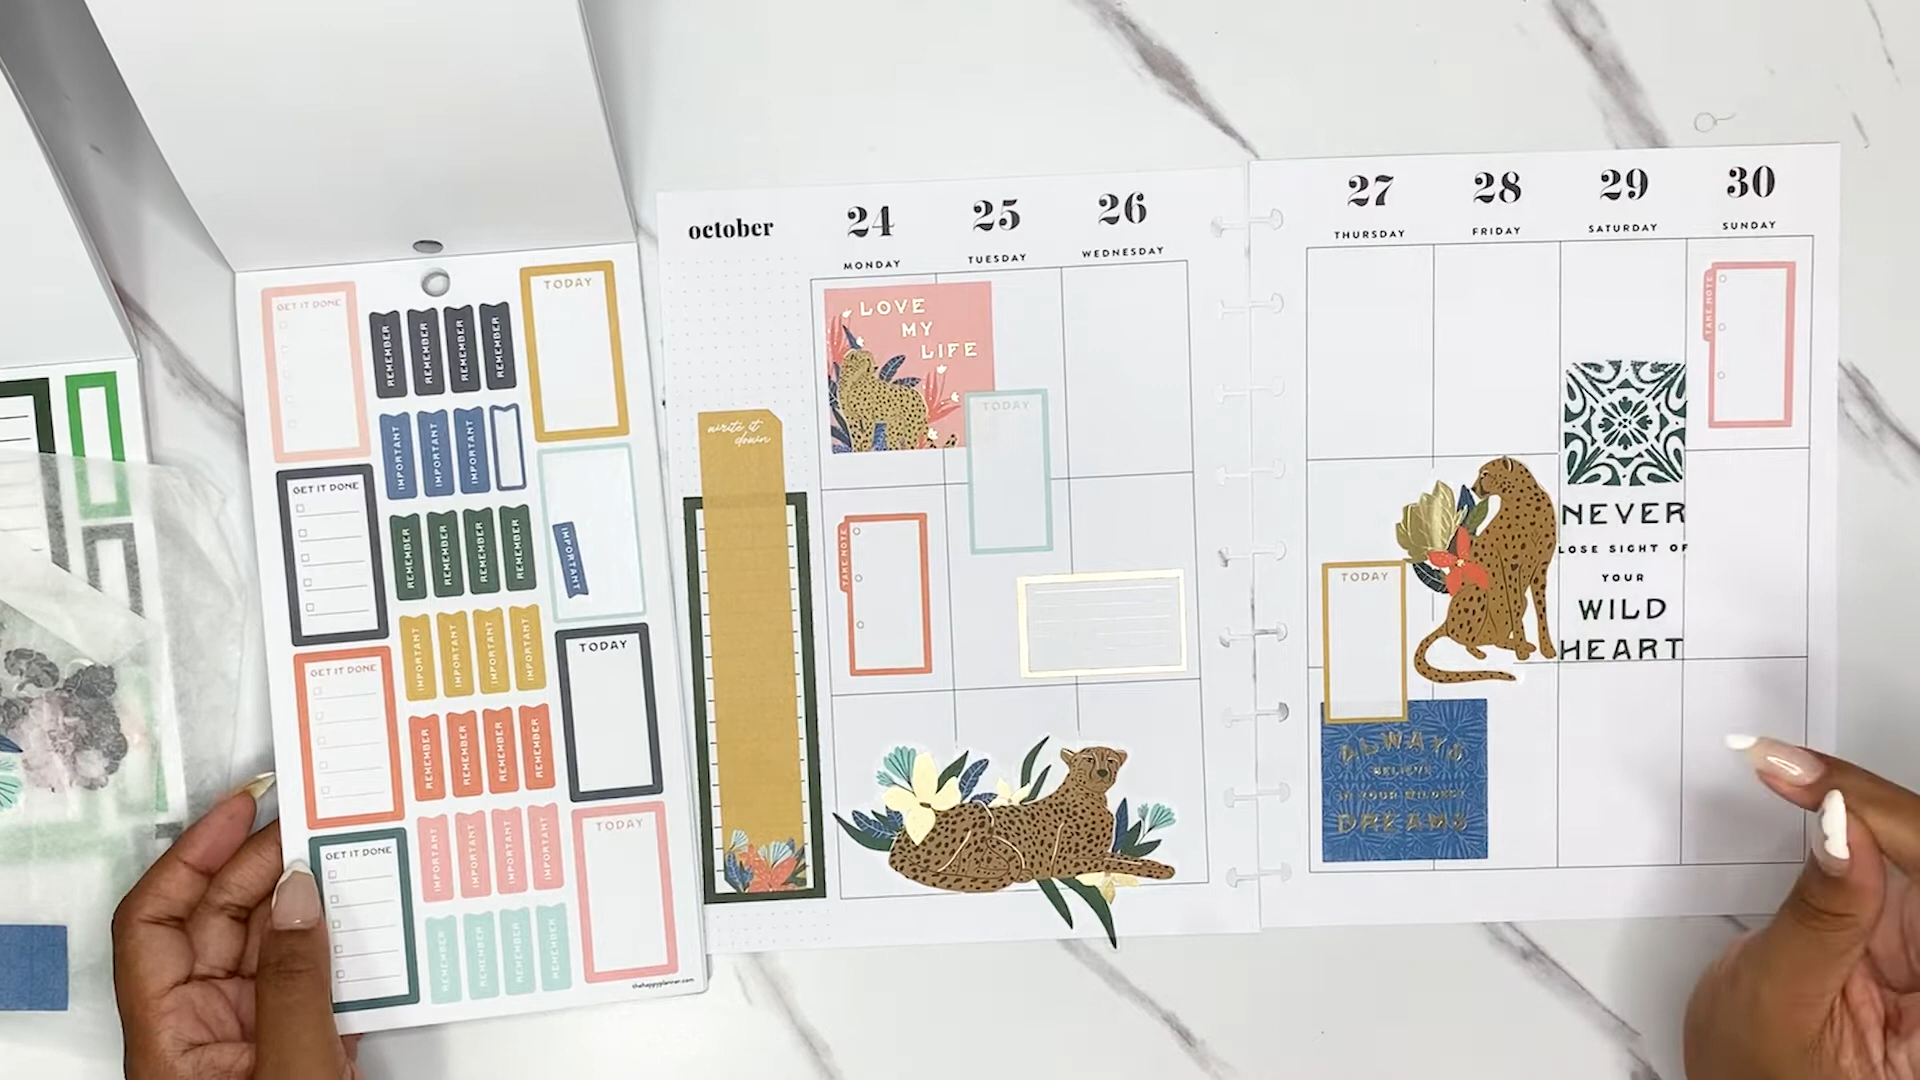 GET IT DONE
GET IT DONE
GET IT DONE
GET IT DONE
REMEMBER
REMEMBER
REMEMBER
REMEMBER
IMPORTANT
IMPORTANT
IMPORTANT
REMEMBER
REMEMBER
REMEMBER
REMEMBER
IMPORTANT
IMPORTANT
IMPORTANT
IMPORTANT
REMEMBER
REMEMBER
REMEMBER
REMEMBER
IMPORTANT
IMPORTANT
IMPORTANT
IMPORTANT
REMEMBER
REMEMBER
REMEMBER
REMEMBER
TODAY
IMPORTANT
TODAY
TODAY
thehappyplanner.com
october
24
MONDAY
25
TUESDAY
26
WEDNESDAY
write it
down
LOVE
MY
LIFE
TODAY
TAKE NOTE
27
THURSDAY
28
FRIDAY
29
SATURDAY
30
SUNDAY
TAKE NOTE
NEVER
LOSE SIGHT OF
YOUR
WILD
HEART
TODAY
ALWAYS
BELIEVE
IN YOUR WILDEST
DREAMS